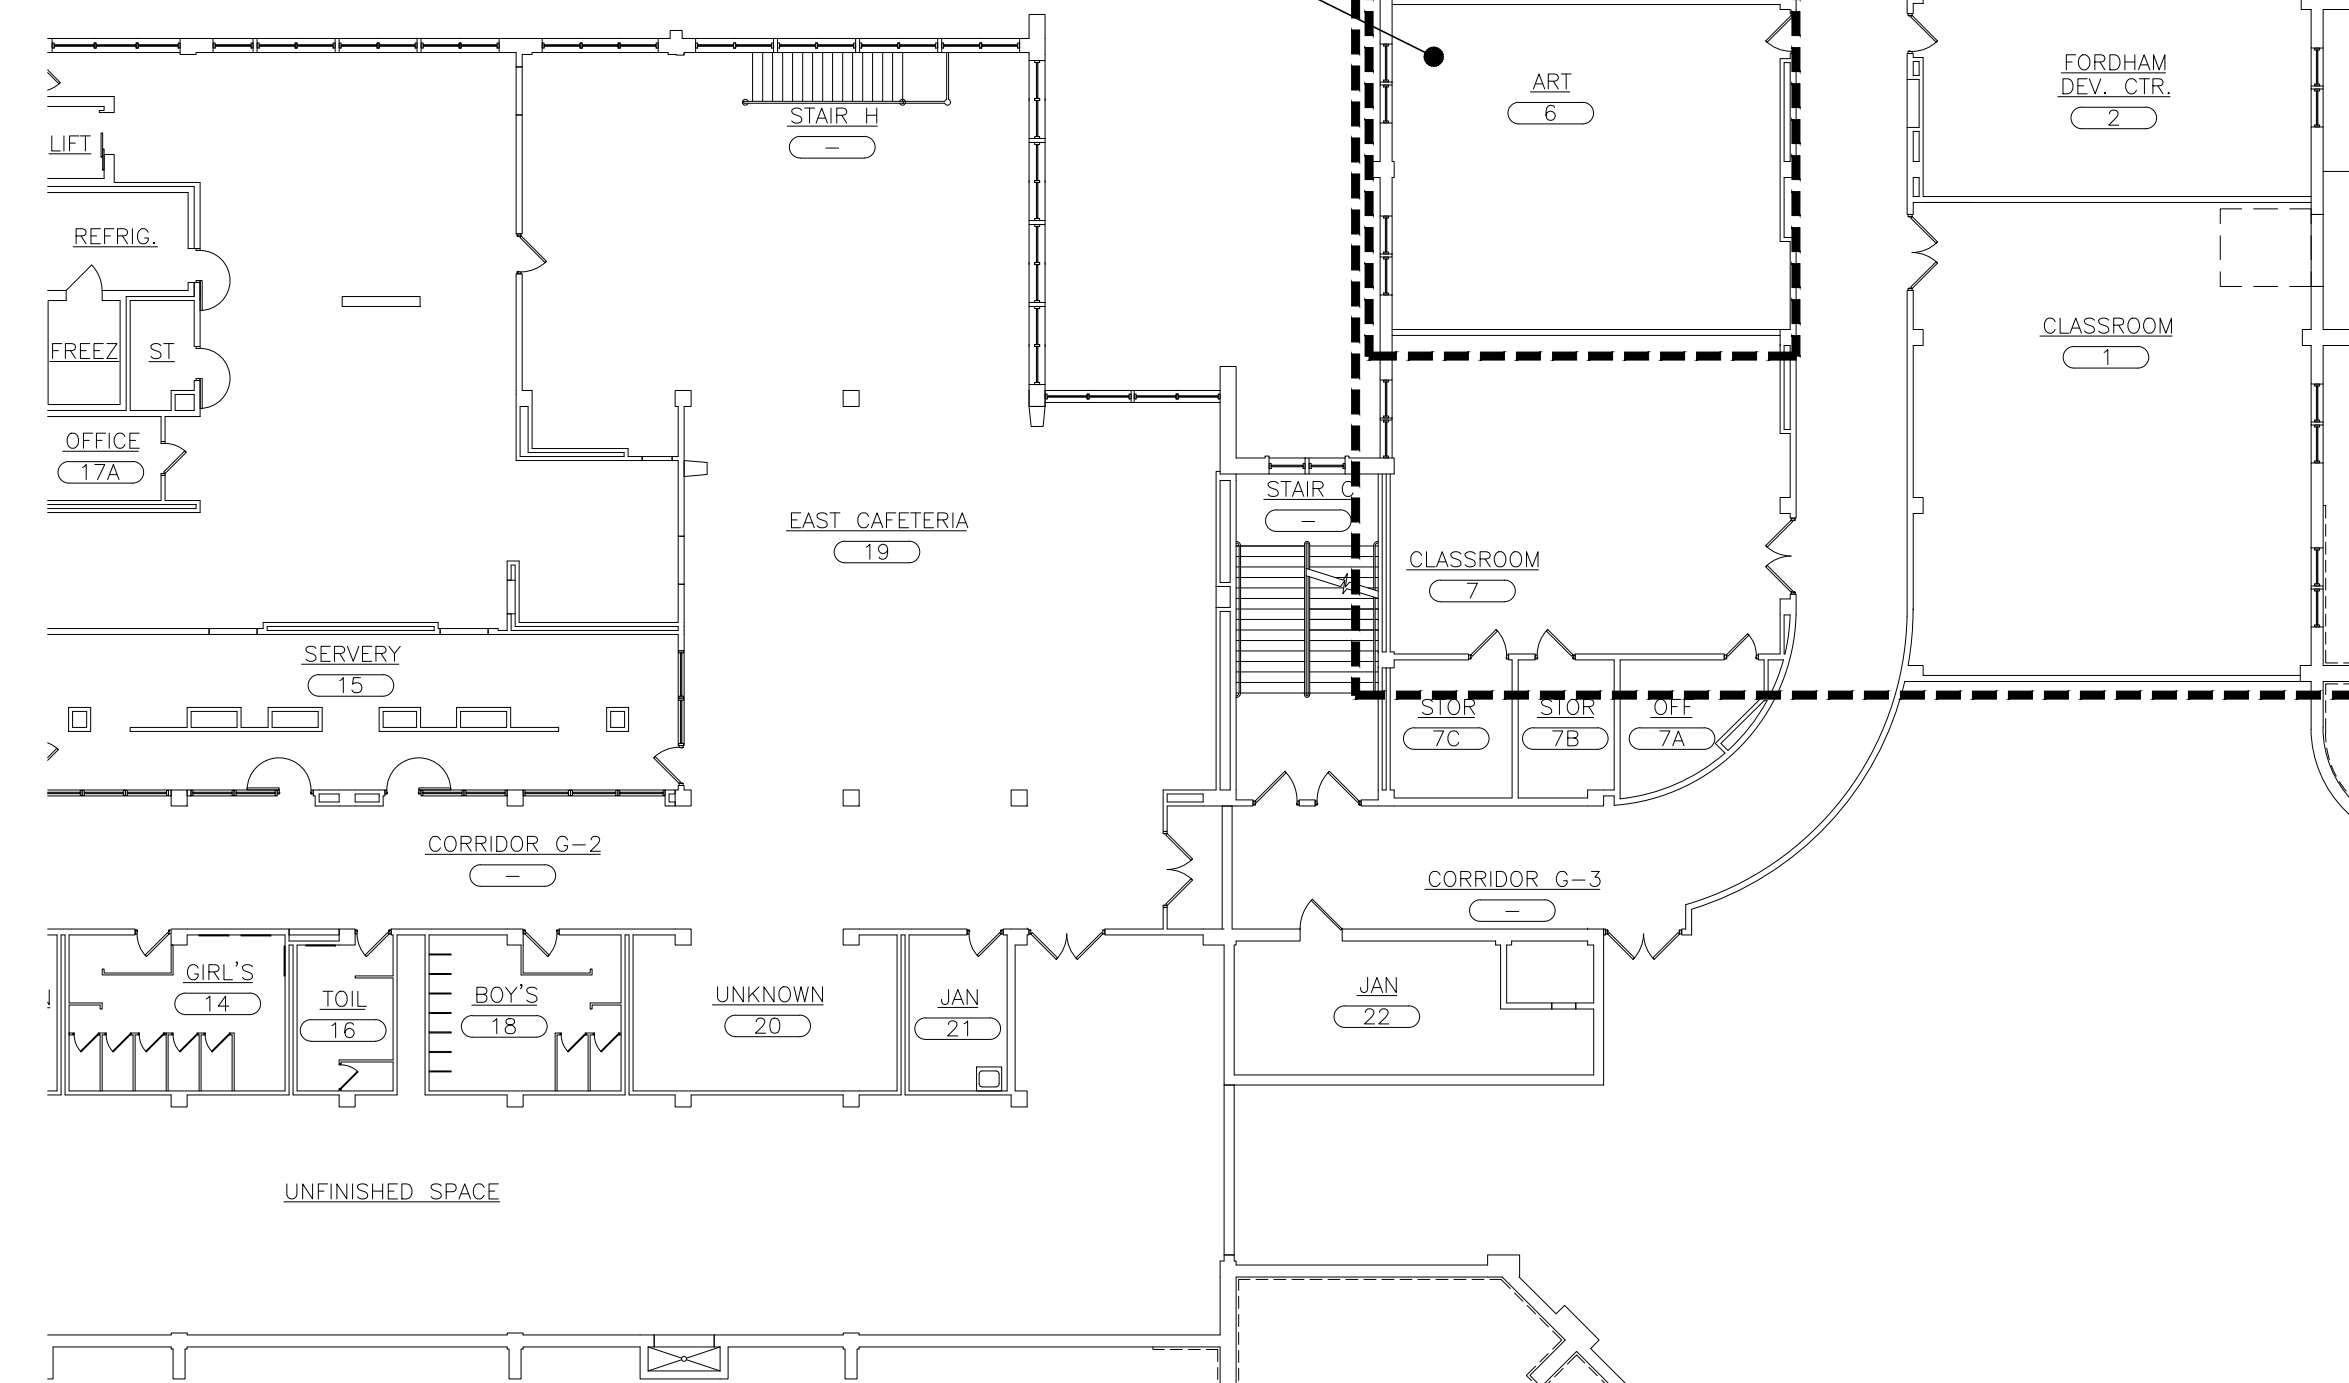 ART
6
FORDHAM
DEV. CTR.
2
STAIR H
–
LIFT
REFRIG.
FREEZ
ST
CLASSROOM
1
OFFICE
17A
STAIR C
–
EAST CAFETERIA
19
CLASSROOM
7
SERVERY
15
STOR
7C
STOR
7B
OFF
7A
CORRIDOR G-2
–
CORRIDOR G-3
–
GIRL'S
14
TOIL
16
BOY'S
18
UNKNOWN
20
JAN
21
JAN
22
UNFINISHED SPACE